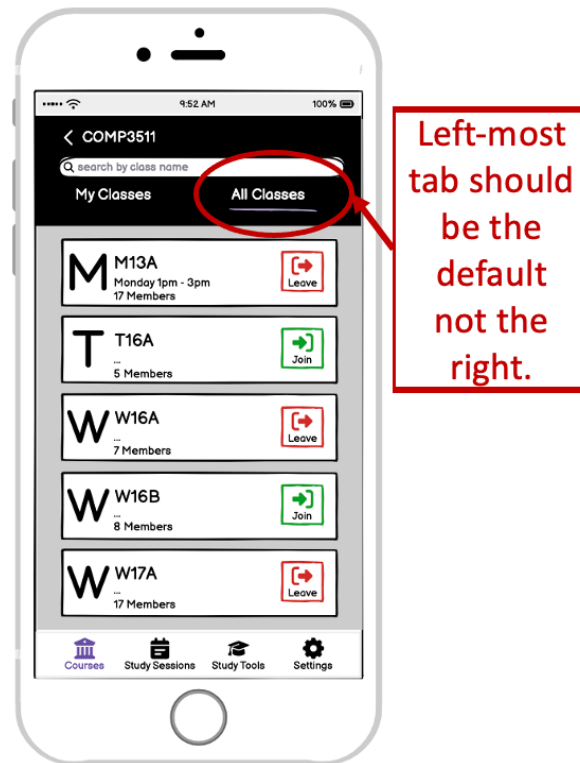 9:52 AM 100%
COMP3511
search by class name
My Classes All Classes
M M13A
Monday 1pm - 3pm
17 Members
Leave
T T16A
...
5 Members
Join
W W16A
...
7 Members
Leave
W W16B
...
8 Members
Join
W W17A
...
17 Members
Leave
Courses Study Sessions Study Tools Settings
Left-most
tab should
be the
default
not the
right.